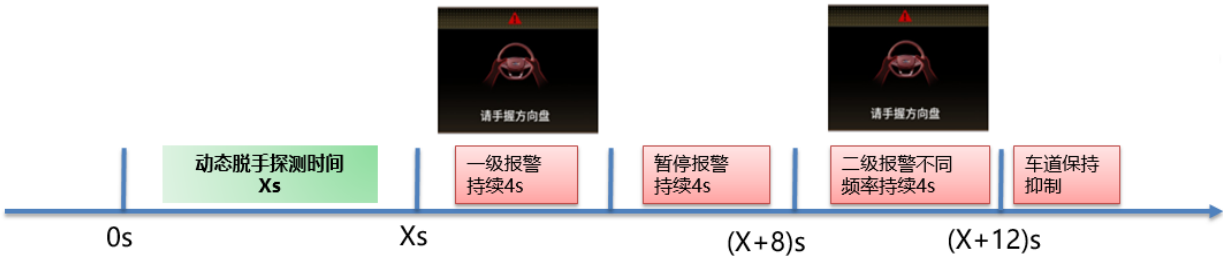 请手握方向盘
请手握方向盘
动态脱手探测时间
Xs
一级报警
持续4s
暂停报警
持续4s
二级报警不同
频率持续4s
车道保持
抑制
0s
Xs
(X+8)s
(X+12)s